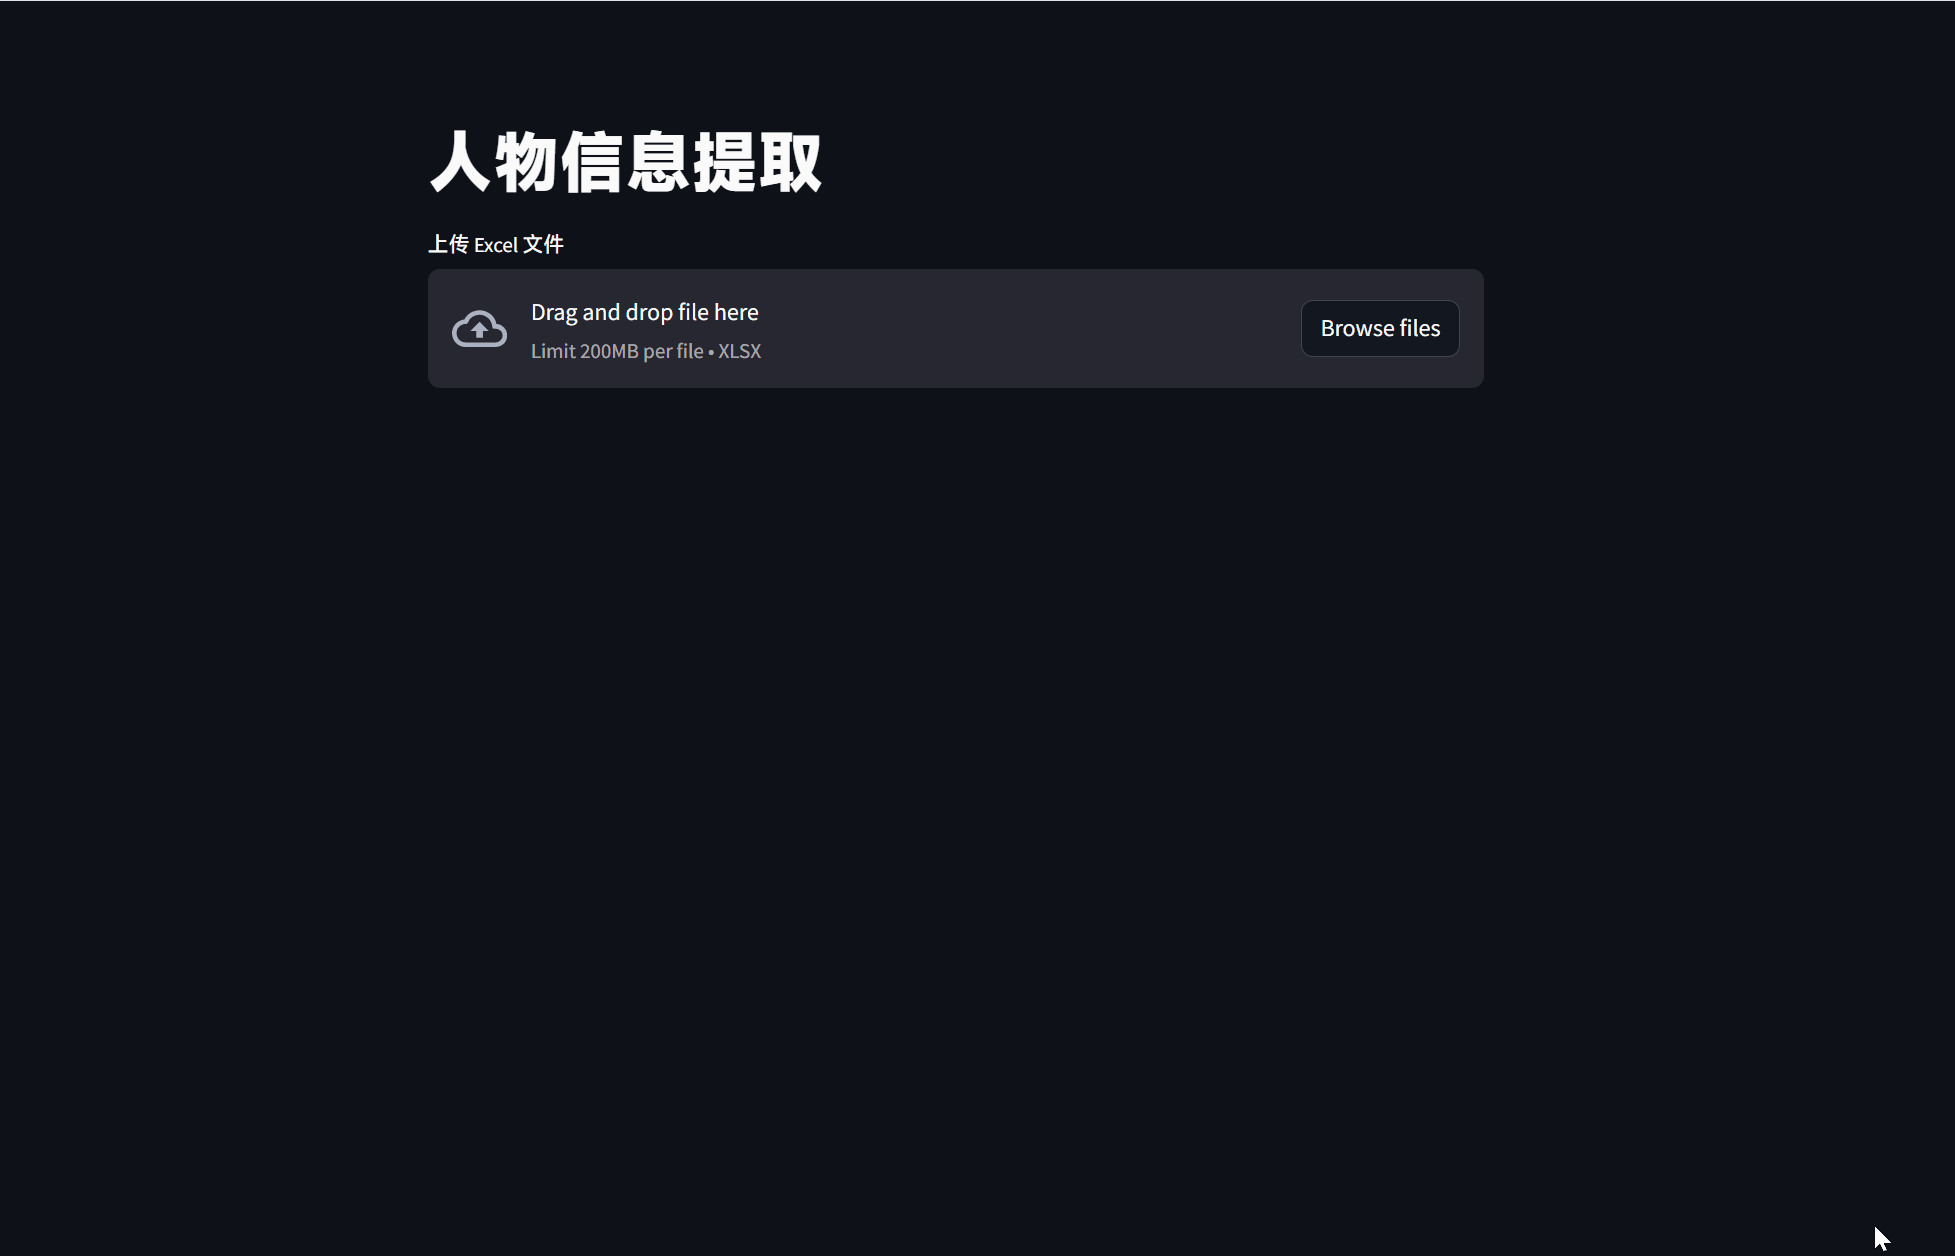 人物信息提取
上传 Excel 文件
Drag and drop file here
Limit 200MB per file • XLSX
Browse files